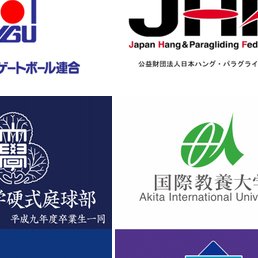 ゲートボール連合
JH
Japan Hang & Paragliding Fed
公益財団法人日本ハング・パラグライ
学硬式庭球部
平成九年度卒業生一同
国際教養大学
Akita International Univer